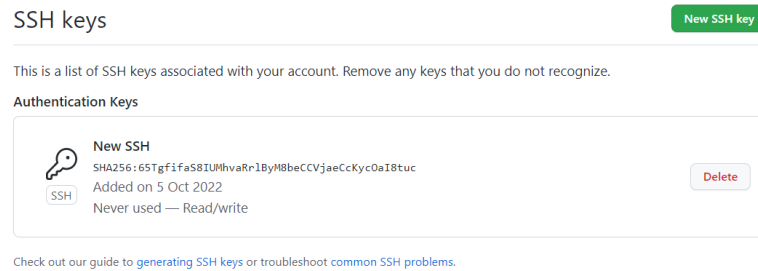 SSH keys
New SSH key
This is a list of SSH keys associated with your account. Remove any keys that you do not recognize.
Authentication Keys
New SSH
SHA256:65TgfifaS8IUMhvaRrlByM8beCCVjaeCcKycOaI8tuc
Added on 5 Oct 2022
SSH
Never used — Read/write
Delete
Check out our guide to generating SSH keys or troubleshoot common SSH problems.